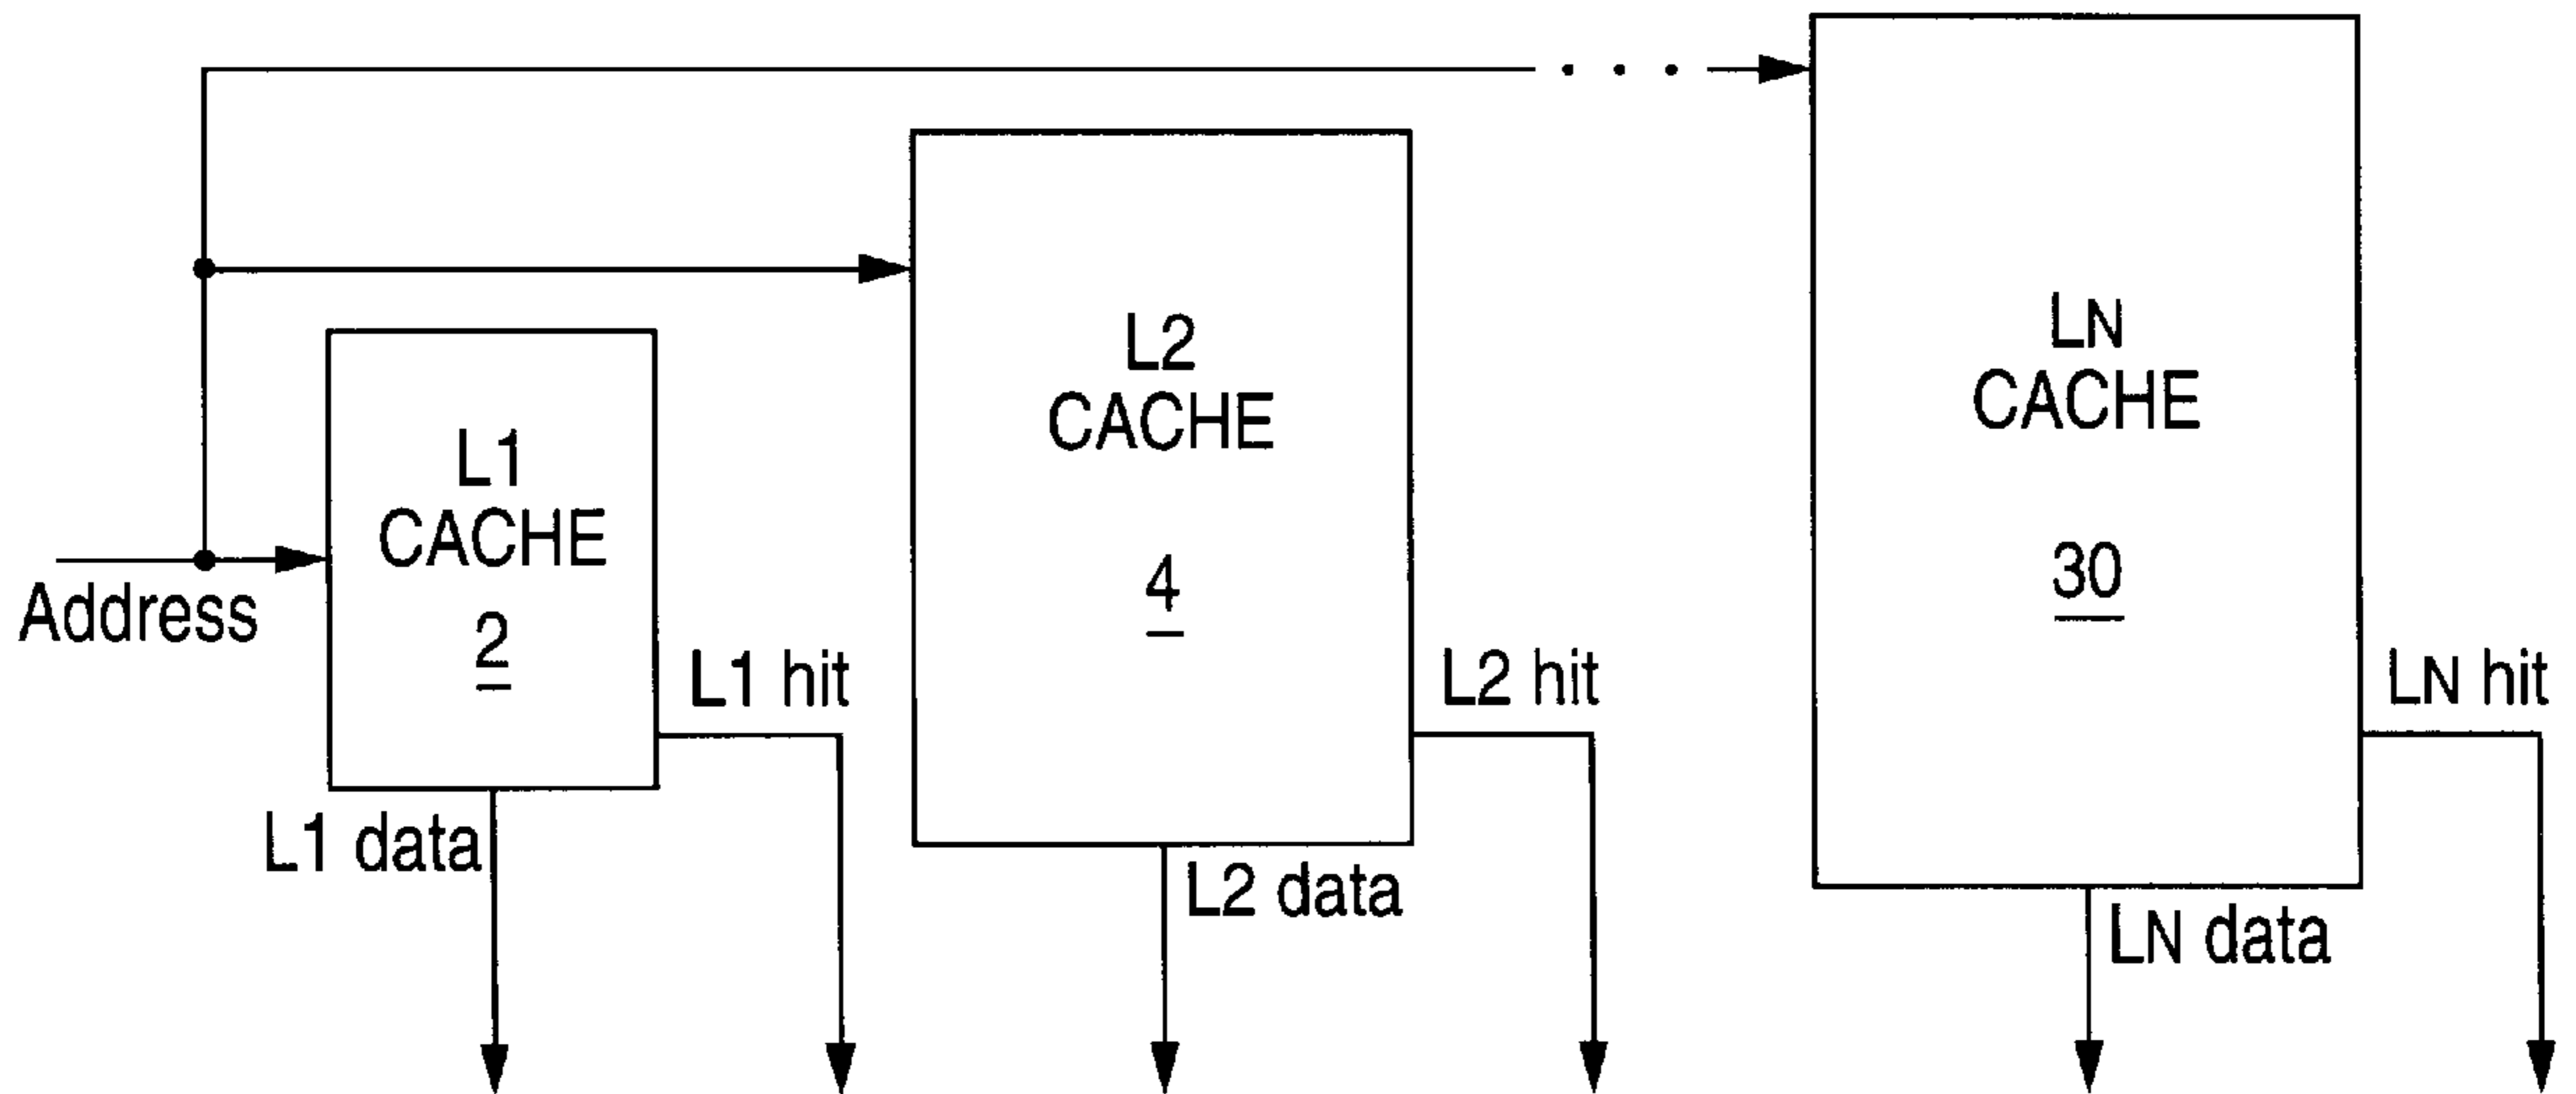 Address
L1
CACHE
2
L1 hit
L1 data
L2
CACHE
4
L2 hit
L2 data
LN
CACHE
30
LN hit
LN data